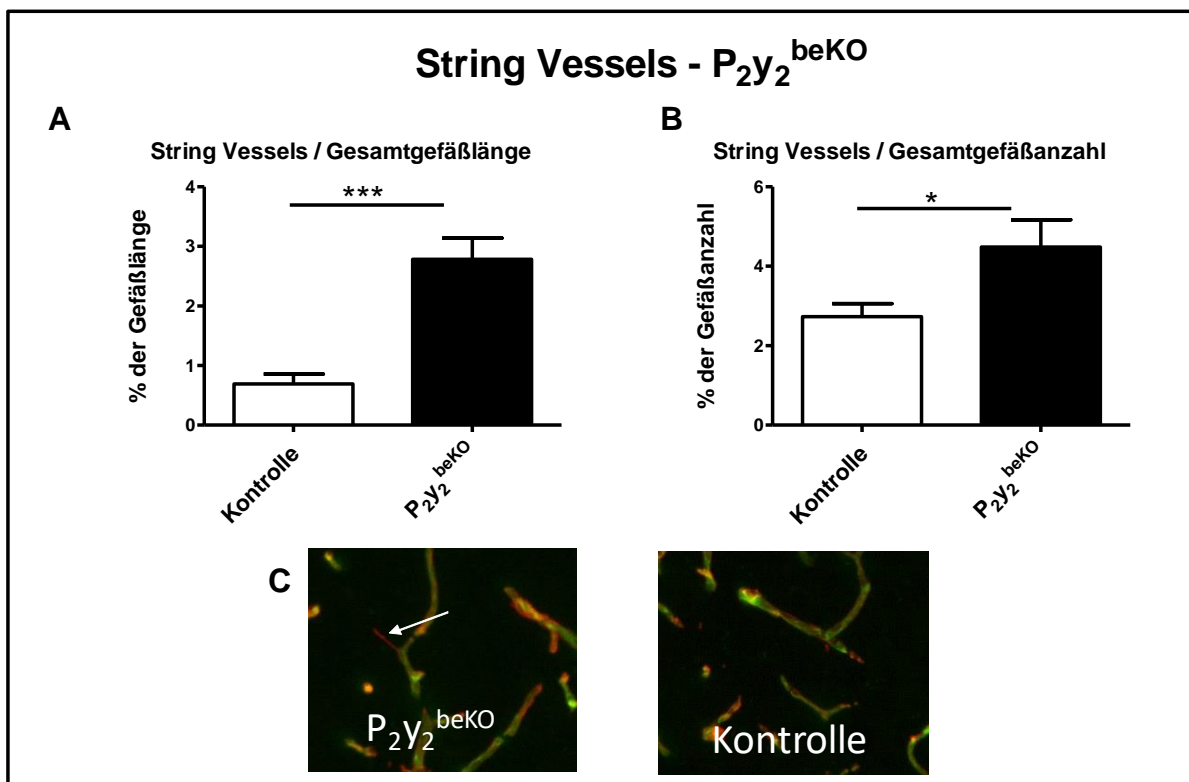 String Vessels - P₂y₂ᵇᵉᴷᴼ
A
String Vessels / Gesamtgefäßlänge
% der Gefäßlänge
4
***
3
2
1
0
Kontrolle
P₂y₂ᵇᵉᴷᴼ
B
String Vessels / Gesamtgefäßanzahl
% der Gefäßanzahl
6
*
4
2
0
Kontrolle
P₂y₂ᵇᵉᴷᴼ
C
P₂y₂ᵇᵉᴷᴼ
Kontrolle